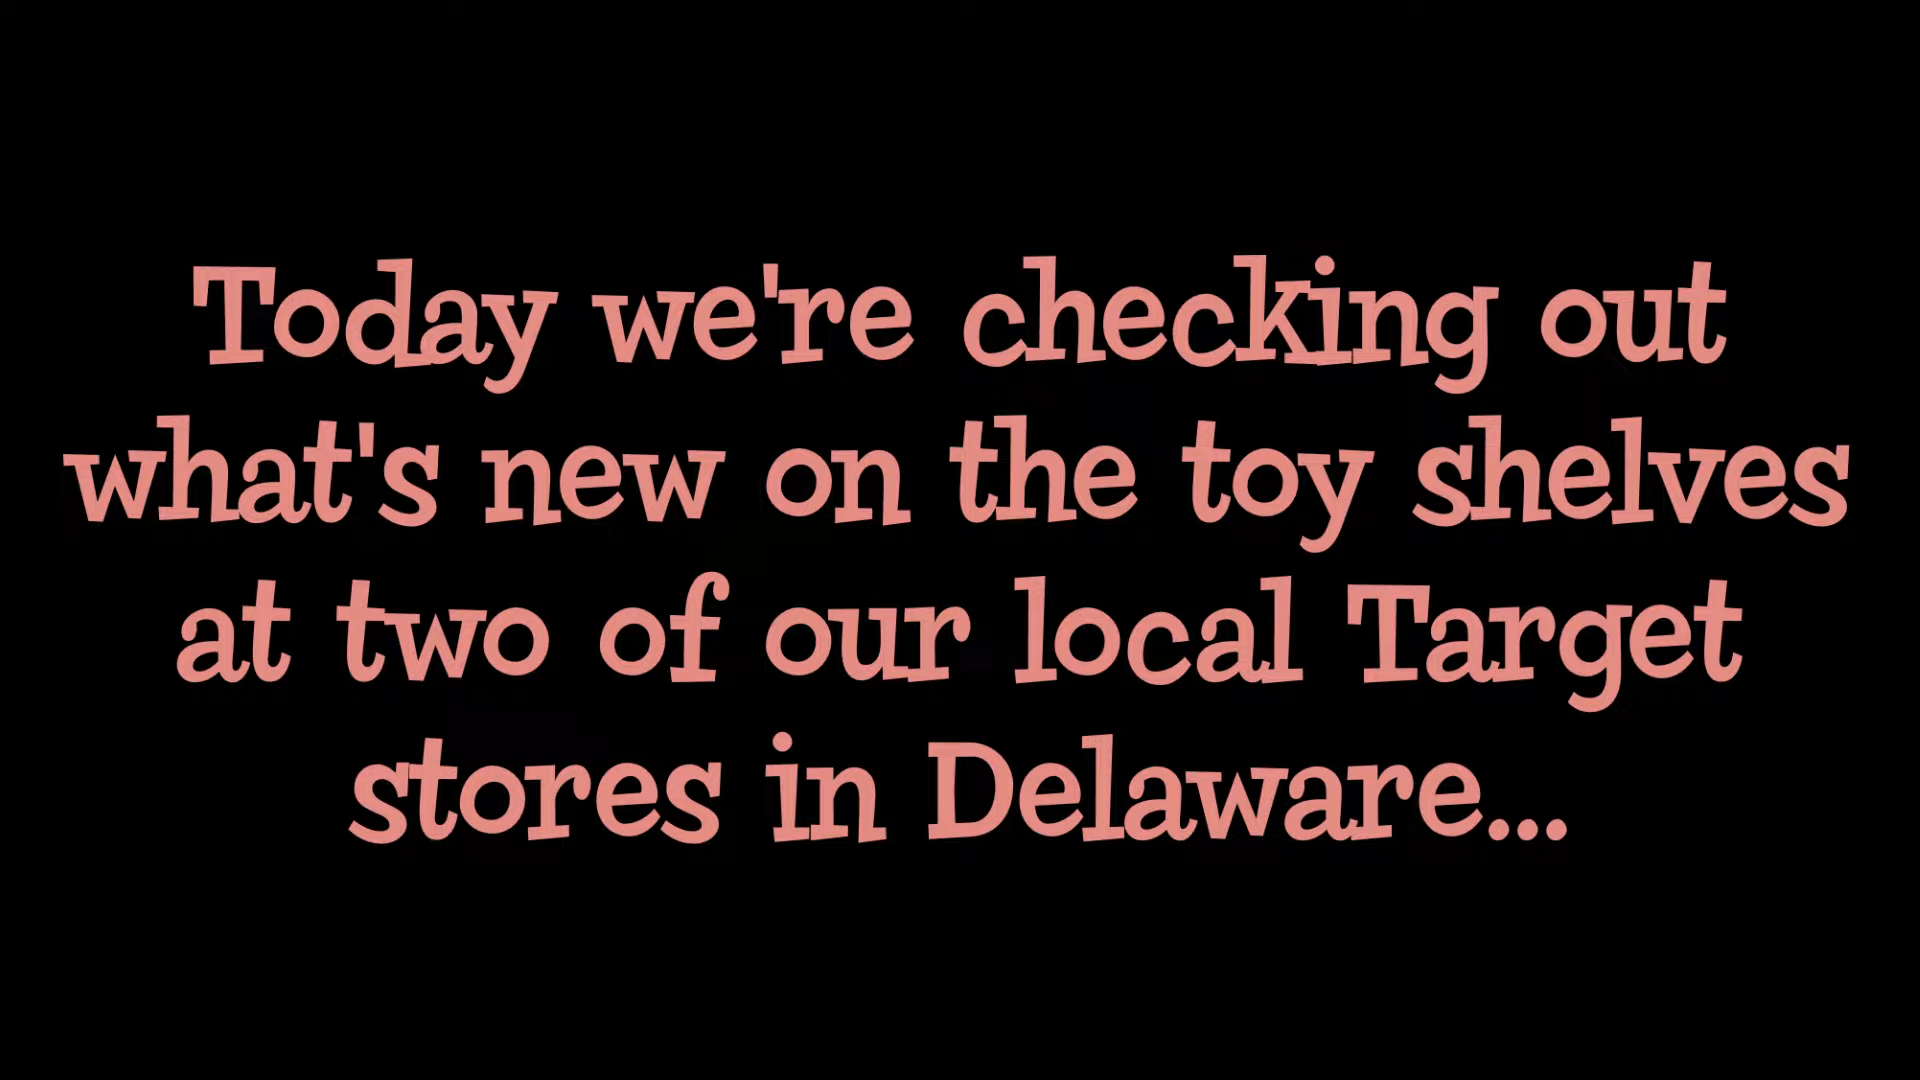 Today we're checking out
what's new on the toy shelves
at two of our local Target
stores in Delaware...